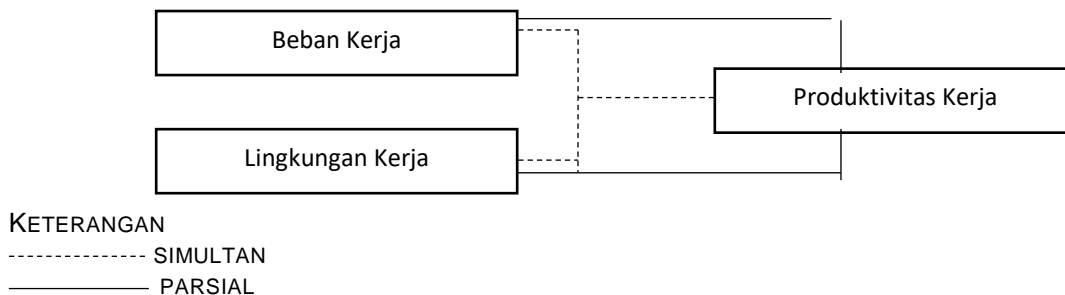 Beban Kerja
Produktivitas Kerja
Lingkungan Kerja
KETERANGAN
SIMULTAN
PARSIAL